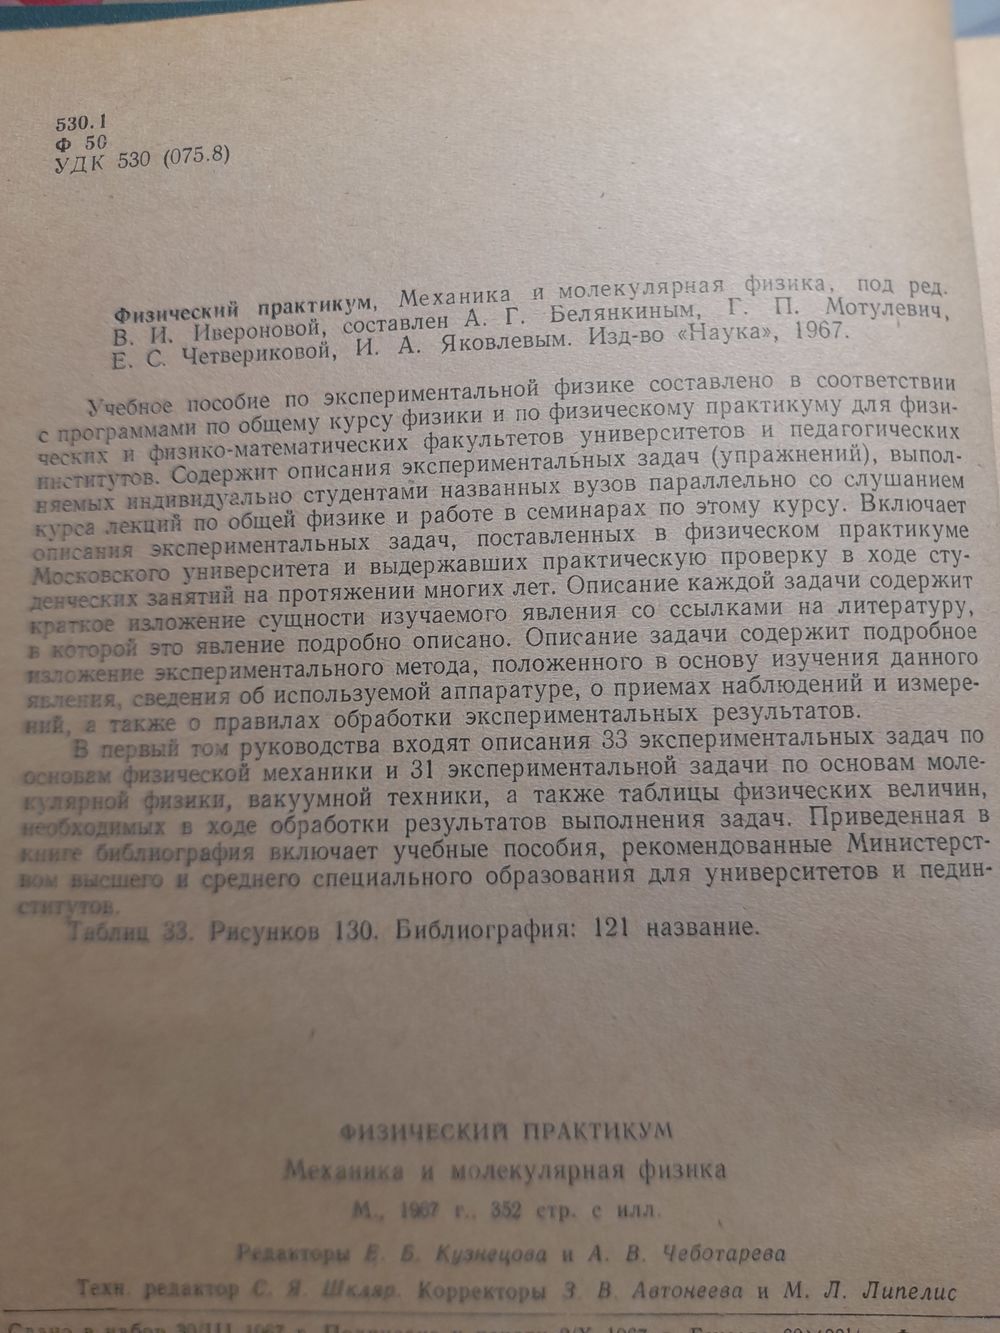 530.1
Ф 50
УДК 530 (075.8)
Физический практикум, Механика и молекулярная физика, под ред.
В. И. Ивероновой, составлен А. Г. Белянкиным, Г. П. Мотулевич,
Е. С. Четвериковой, И. А. Яковлевым. Изд-во «Наука», 1967.
Учебное пособие по экспериментальной физике составлено в соответствии
с программами по общему курсу физики и по физическому практикуму для физи-
ческих и физико-математических факультетов университетов и педагогических
институтов. Содержит описания экспериментальных задач (упражнений), выпол-
няемых индивидуально студентами названных вузов параллельно со слушанием
курса лекций по общей физике и работе в семинарах по этому курсу. Включает
описания экспериментальных задач, поставленных в физическом практикуме
Московского университета и выдержавших практическую проверку в ходе сту-
денческих занятий на протяжении многих лет. Описание каждой задачи содержит
краткое изложение сущности изучаемого явления со ссылками на литературу,
в которой это явление подробно описано. Описание задачи содержит подробное
изложение экспериментального метода, положенного в основу изучения данного
явления, сведения об используемой аппаратуре, о приемах наблюдений и измере-
ний, а также о правилах обработки экспериментальных результатов.
В первый том руководства входят описания 33 экспериментальных задач по
основам физической механики и 31 экспериментальной задачи по основам моле-
кулярной физики, вакуумной техники, а также таблицы физических величин,
необходимых в ходе обработки результатов выполнения задач. Приведенная в
книге библиография включает учебные пособия, рекомендованные Министерст-
вом высшего и среднего специального образования для университетов и пединс-
титутов.
Таблиц 33. Рисунков 130. Библиография: 121 название.
ФИЗИЧЕСКИЙ ПРАКТИКУМ
Механика и молекулярная физика
М., 1967 г., 352 стр. с илл.
Редакторы Е. Б. Кузнецова и А. В. Чеботарева
Техн. редактор С. Я. Шкляр. Корректоры З. В. Автонеева и М. Л. Липелис
Сдано в набор 30/III 1967 г.